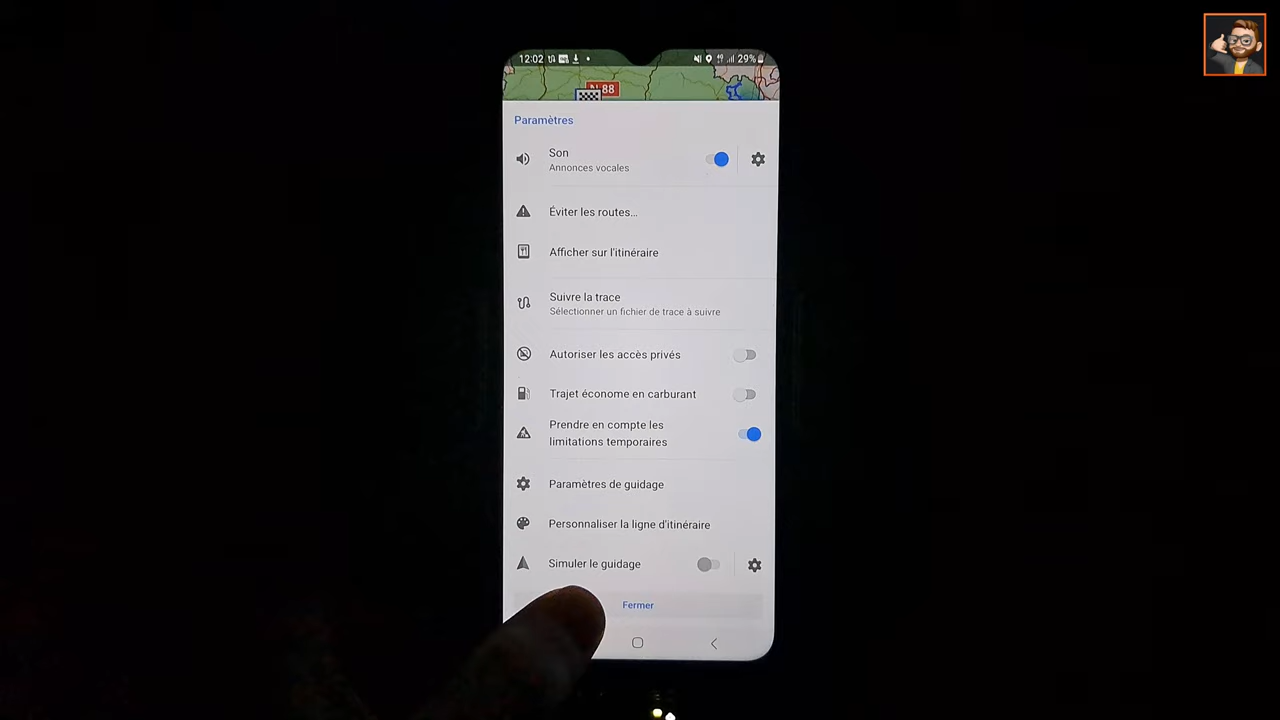 12:02
29%
N 88
Paramètres
Son
Annonces vocales
Éviter les routes...
Afficher sur l'itinéraire
Suivre la trace
Sélectionner un fichier de trace à suivre
Autoriser les accès privés
Trajet économe en carburant
Prendre en compte les
limitations temporaires
Paramètres de guidage
Personnaliser la ligne d'itinéraire
Simuler le guidage
Fermer